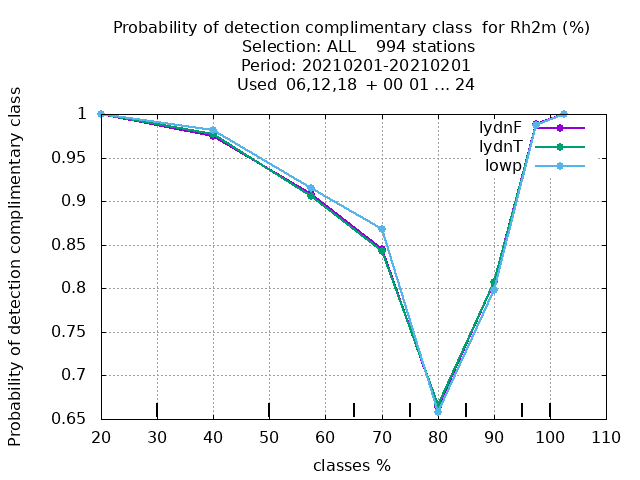 Probability of detection complimentary class  for Rh2m (%)
Selection: ALL    994 stations
Period: 20210201-20210201
Used  06,12,18  + 00 01 ... 24
Probability of detection complimentary class
1
0.95
0.9
0.85
0.8
0.75
0.7
0.65
lydnF
lydnT
lowp
20 30 40 50 60 70 80 90 100 110
classes %